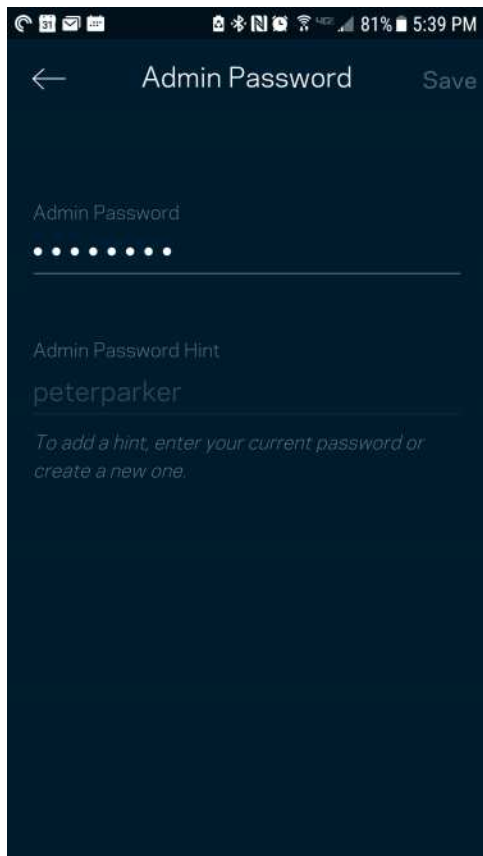 31 81% 5:39 PM
Admin Password Save
Admin Password
••••••••
Admin Password Hint
peterparker
To add a hint, enter your current password or
create a new one.